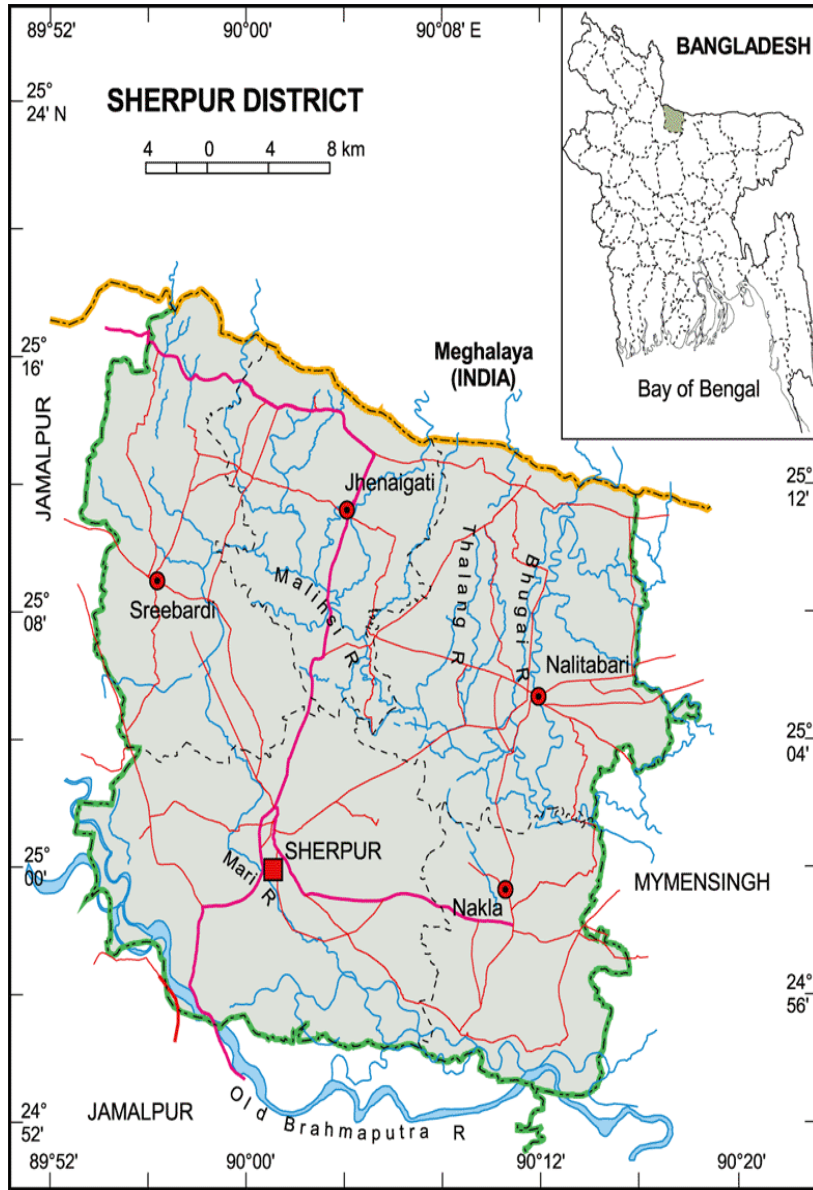 89°52'
90°00'
90°08' E
BANGLADESH
25°
24' N
SHERPUR DISTRICT
4 0 4 8 km
Bay of Bengal
25°
16'
Meghalaya
(INDIA)
JAMALPUR
25°
12'
Jhenaigati
Thalang R
Bhugai R
Malihsi R
Sreebardi
25°
08'
Nalitabari
25°
04'
SHERPUR
25°
00'
Mari R
MYMENSINGH
Nakla
24°
56'
JAMALPUR
Old Brahmaputra R
24°
52'
89°52'
90°00'
90°12'
90°20'